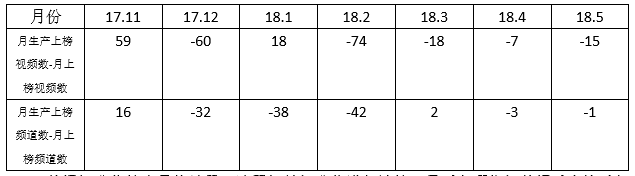 月份 17.11 17.12 18.1 18.2 18.3 18.4 18.5
月生产上榜
视频数-月上
榜视频数
59 -60 18 -74 -18 -7 -15
月生产上榜
频道数-月上
榜频道数
16 -32 -38 -42 2 -3 -1